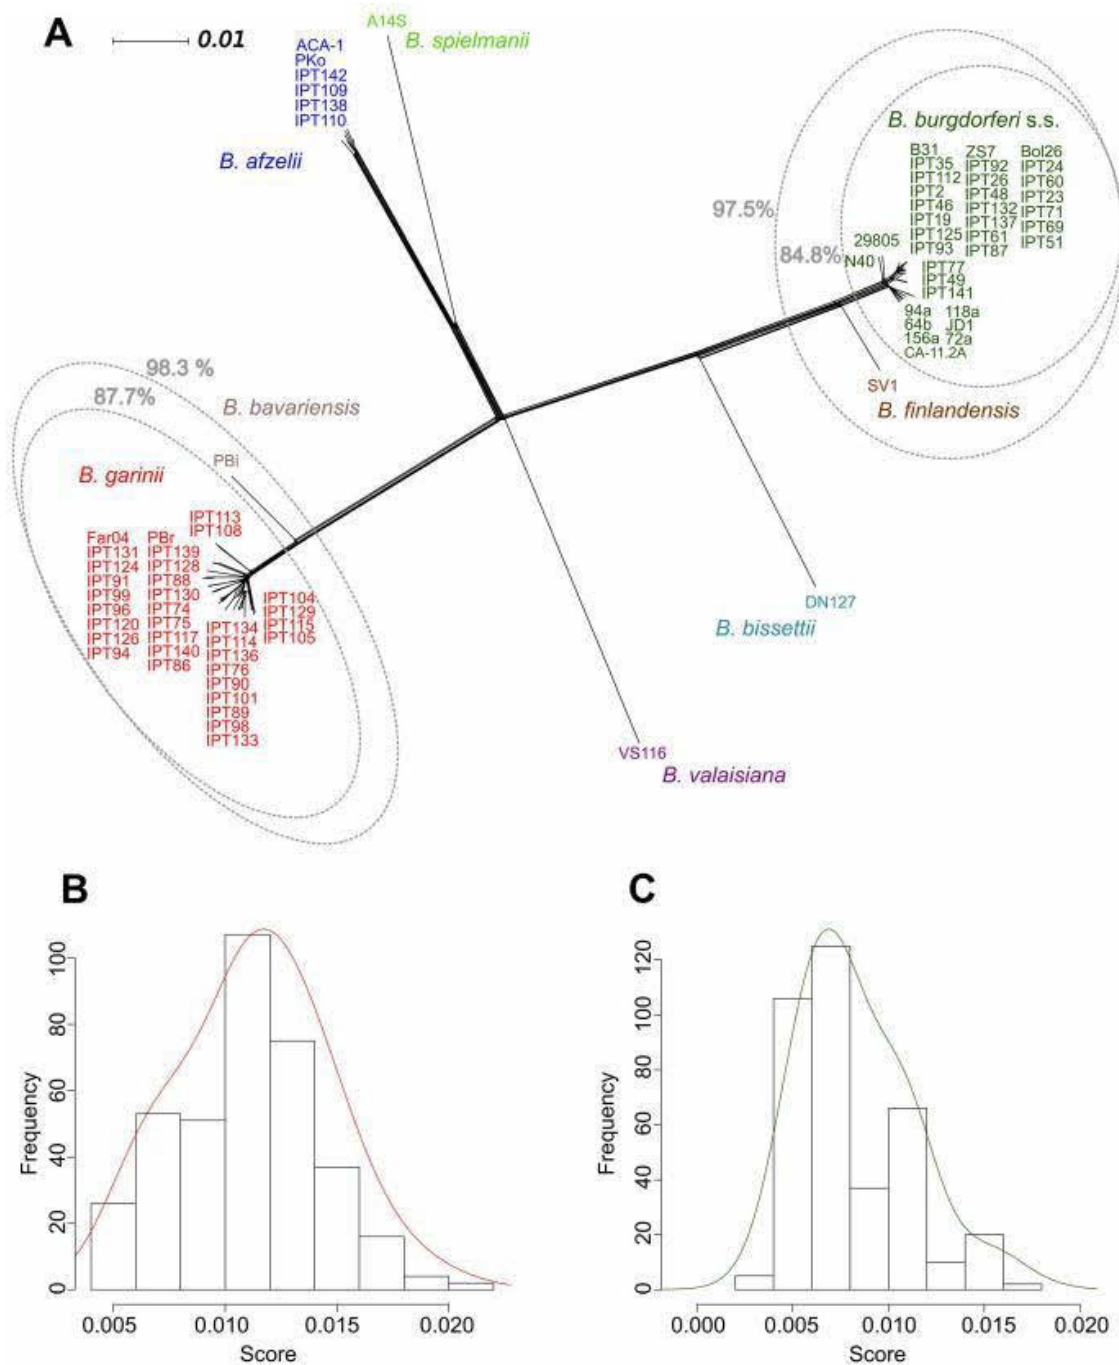 A
0.01
A14S
B. spielmanii
ACA-1
PKo
IPT142
IPT109
IPT138
IPT110
B. afzelii
B. burgdorferi s.s.
B31
IPT35
IPT112
IPT2
IPT46
IPT19
IPT125
IPT93
ZS7
IPT92
IPT26
IPT48
IPT132
IPT137
IPT61
IPT87
Bol26
IPT24
IPT60
IPT23
IPT71
IPT69
IPT51
97.5%
84.8%
29805
N40
IPT77
IPT49
IPT141
94a 118a
64b JD1
156a 72a
CA-11.2A
SV1
B. finlandensis
98.3 %
87.7%
B. bavariensis
PBi
B. garinii
IPT113
IPT108
Far04
IPT131
IPT124
IPT91
IPT99
IPT96
IPT120
IPT126
IPT94
PBr
IPT139
IPT128
IPT88
IPT130
IPT74
IPT75
IPT117
IPT140
IPT86
IPT104
IPT129
IPT115
IPT105
IPT134
IPT114
IPT136
IPT76
IPT90
IPT101
IPT89
IPT98
IPT133
DN127
B. bissettii
VS116
B. valaisiana
B
Frequency
100
80
60
40
20
0
0.005 0.010 0.015 0.020
Score
C
Frequency
120
100
80
60
40
20
0
0.000 0.005 0.010 0.015 0.020
Score